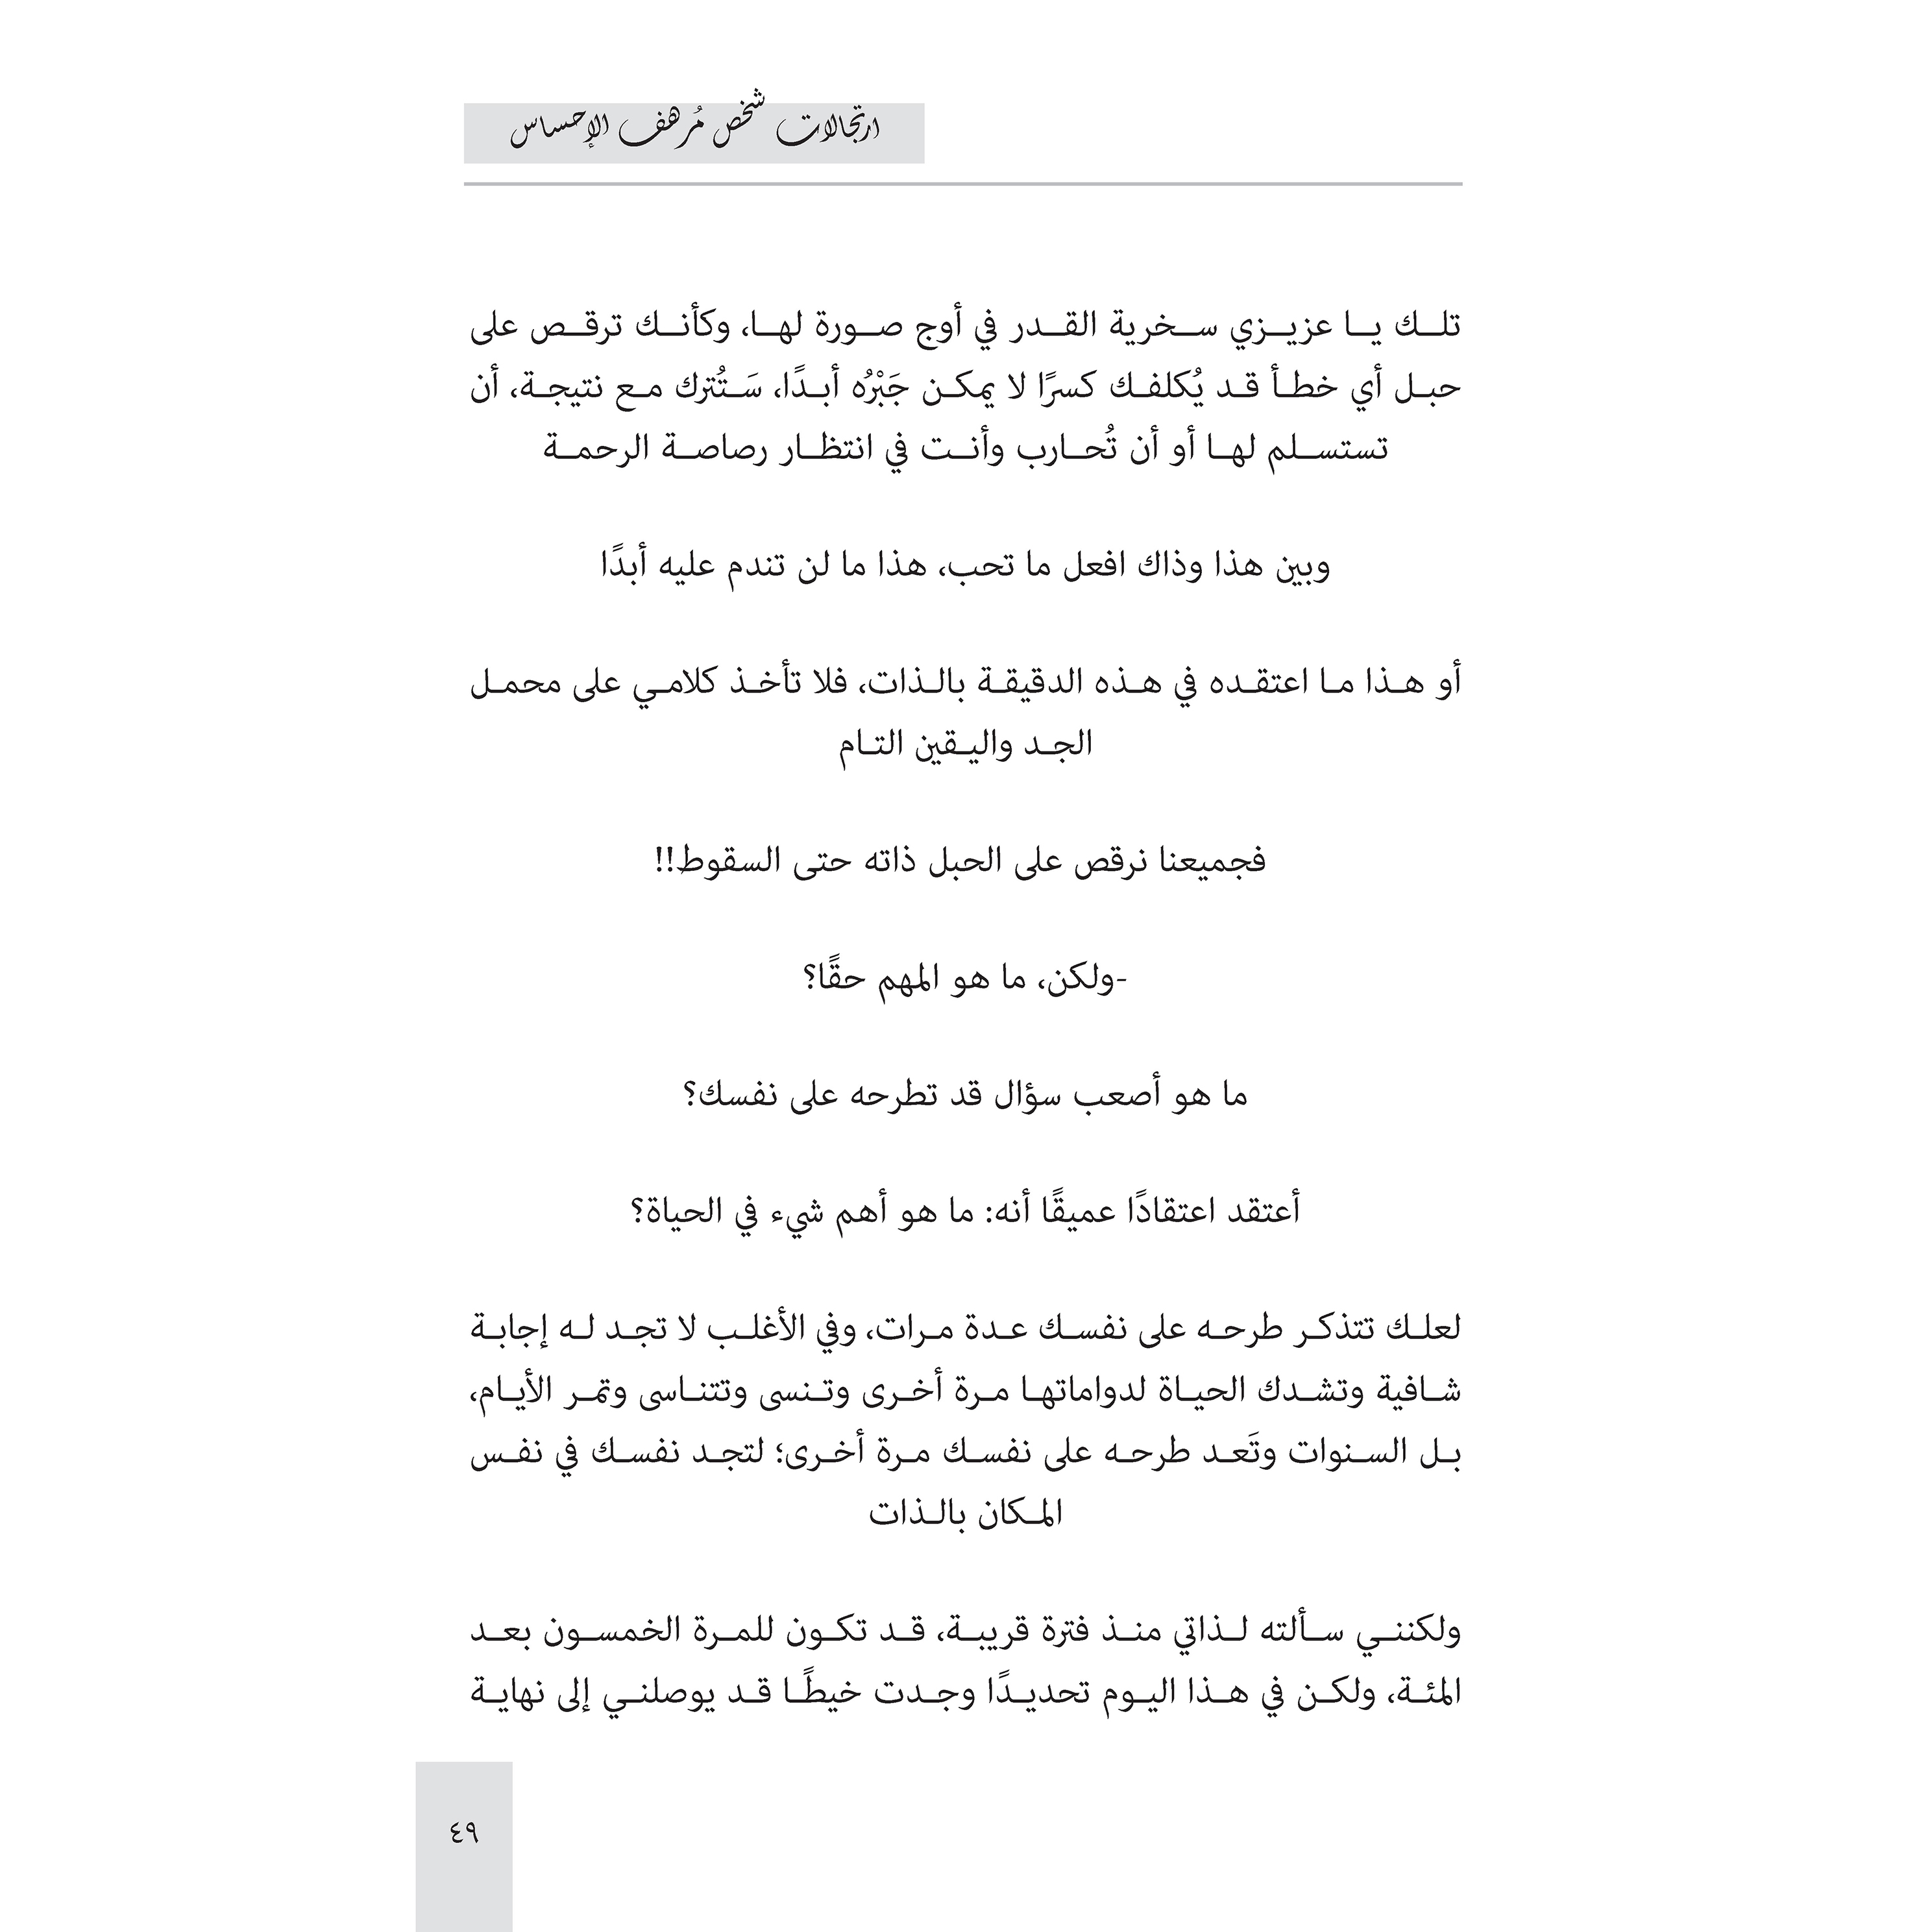 ارتجالات شخص مُرهف الإحساس
تلك يا عزيزي سخرية القدر في أوج صورة لها، وكأنك ترقص على
حبل أي خطأ قد يُكلفك كسرًا لا يمكن جَبْرُه أبدًا، سَتُترك مع نتيجة، أن
تستسلم لها أو أن تُحارب وأنت في انتظار رصاصة الرحمة
وبين هذا وذاك افعل ما تحب، هذا ما لن تندم عليه أبدًا
أو هذا ما اعتقده في هذه الدقيقة بالذات، فلا تأخذ كلامي على محمل
الجد واليقين التام
فجميعنا نرقص على الحبل ذاته حتى السقوط!!
-ولكن، ما هو المهم حقًا؟
ما هو أصعب سؤال قد تطرحه على نفسك؟
أعتقد اعتقادًا عميقًا أنه: ما هو أهم شيء في الحياة؟
لعلك تتذكر طرحه على نفسك عدة مرات، وفي الأغلب لا تجد له إجابة
شافية وتشدك الحياة لدواماتها مرة أخرى وتنسى وتتناسى وتمر الأيام،
بل السنوات وتَعد طرحه على نفسك مرة أخرى؛ لتجد نفسك في نفس
المكان بالذات
ولكنني سألته لذاتي منذ فترة قريبة، قد تكون للمرة الخمسون بعد
المئة، ولكن في هذا اليوم تحديدًا وجدت خيطًا قد يوصلني إلى نهاية
٤٩